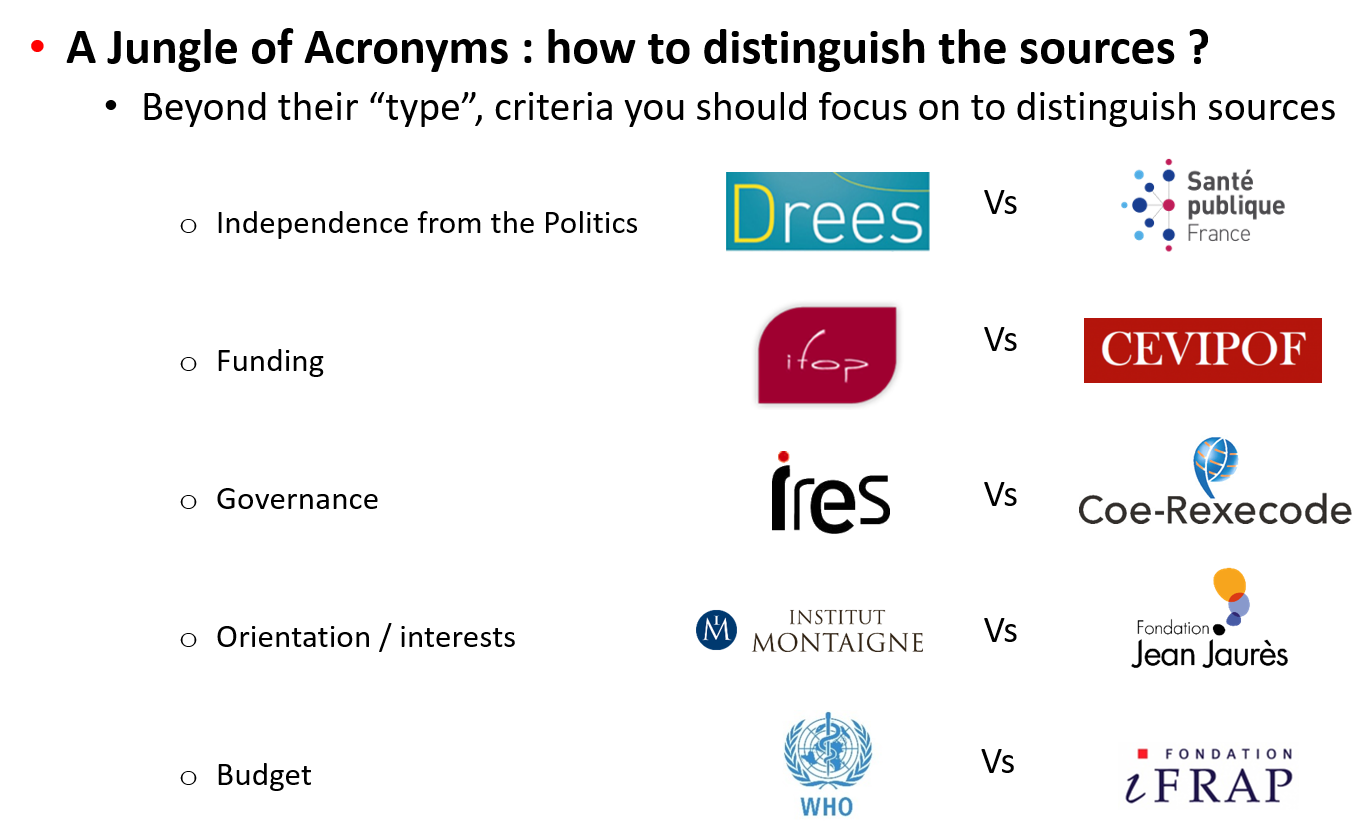 • A Jungle of Acronyms : how to distinguish the sources ?
• Beyond their “type”, criteria you should focus on to distinguish sources
o Independence from the Politics
Drees
Vs
Santé
publique
France
o Funding
ifop
Vs
CEVIPOF
o Governance
ires
Vs
Coe-Rexecode
o Orientation / interests
IM
INSTITUT
MONTAIGNE
Vs
Fondation
Jean Jaurès
o Budget
WHO
Vs
FONDATION
iFRAP